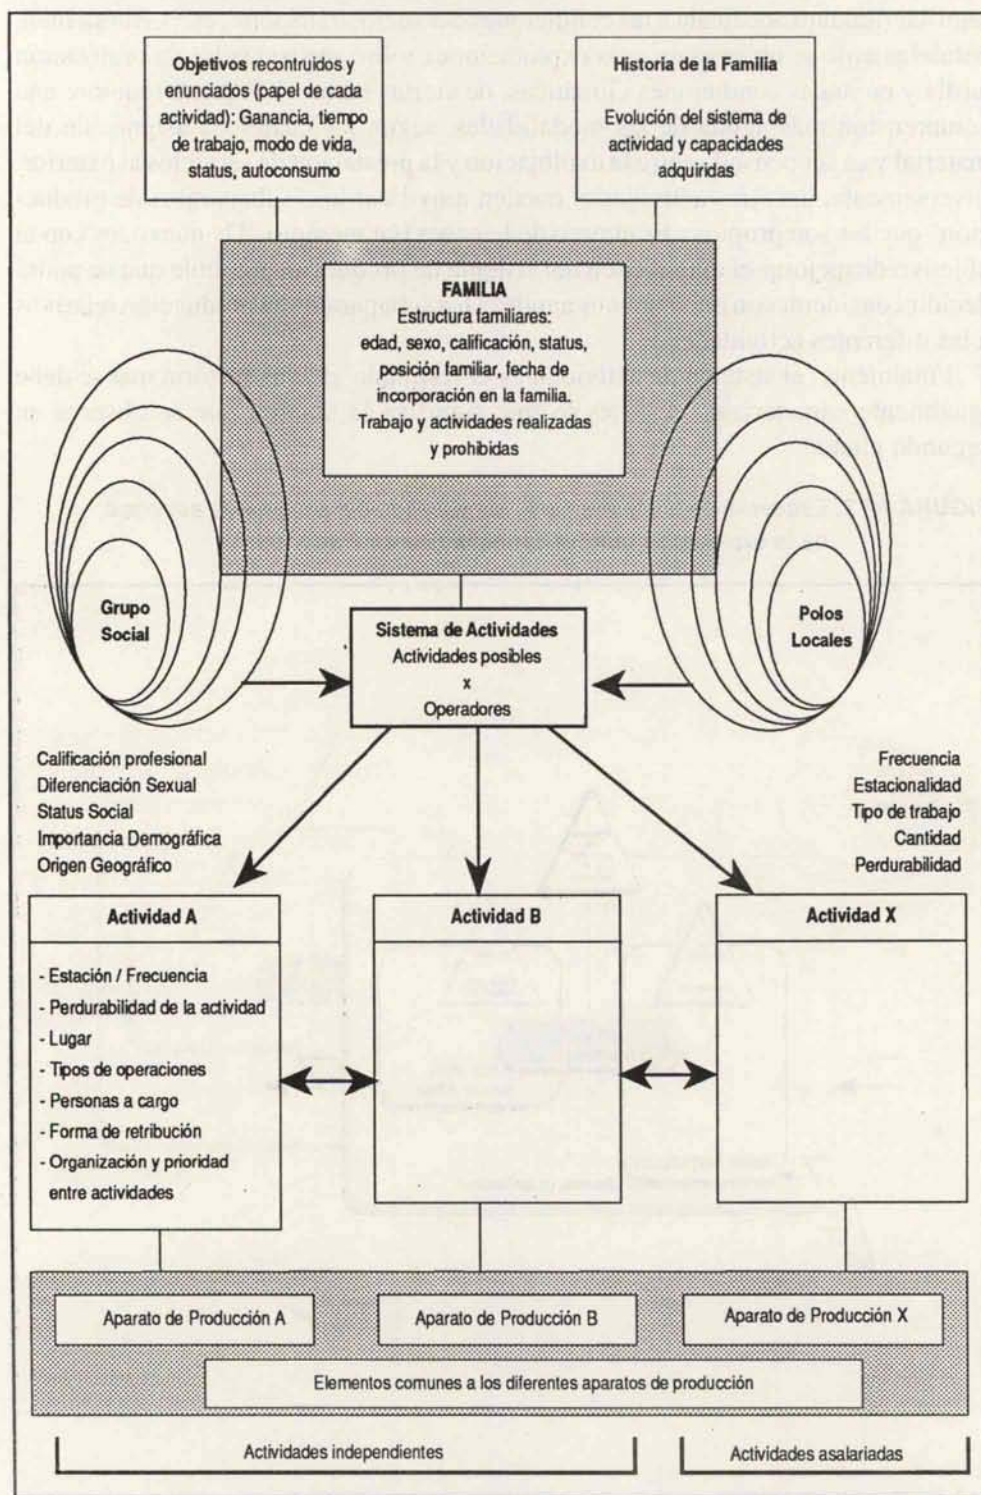 Objetivos recontruidos y
enunciados (papel de cada
actividad): Ganancia, tiempo
de trabajo, modo de vida,
status, autoconsumo
Historia de la Familia
Evolución del sistema de
actividad y capacidades
adquiridas
FAMILIA
Estructura familiares:
edad, sexo, calificación, status,
posición familiar, fecha de
incorporación en la familia.
Trabajo y actividades realizadas
y prohibidas
Grupo
Social
Sistema de Actividades
Actividades posibles
x
Operadores
Polos
Locales
Calificación profesional
Diferenciación Sexual
Status Social
Importancia Demográfica
Origen Geográfico
Frecuencia
Estacionalidad
Tipo de trabajo
Cantidad
Perdurabilidad
Actividad A
- Estación / Frecuencia
- Perdurabilidad de la actividad
- Lugar
- Tipos de operaciones
- Personas a cargo
- Forma de retribución
- Organización y prioridad
entre actividades
Actividad B
Actividad X
Aparato de Producción A
Aparato de Producción B
Aparato de Producción X
Elementos comunes a los diferentes aparatos de producción
Actividades independientes
Actividades asalariadas